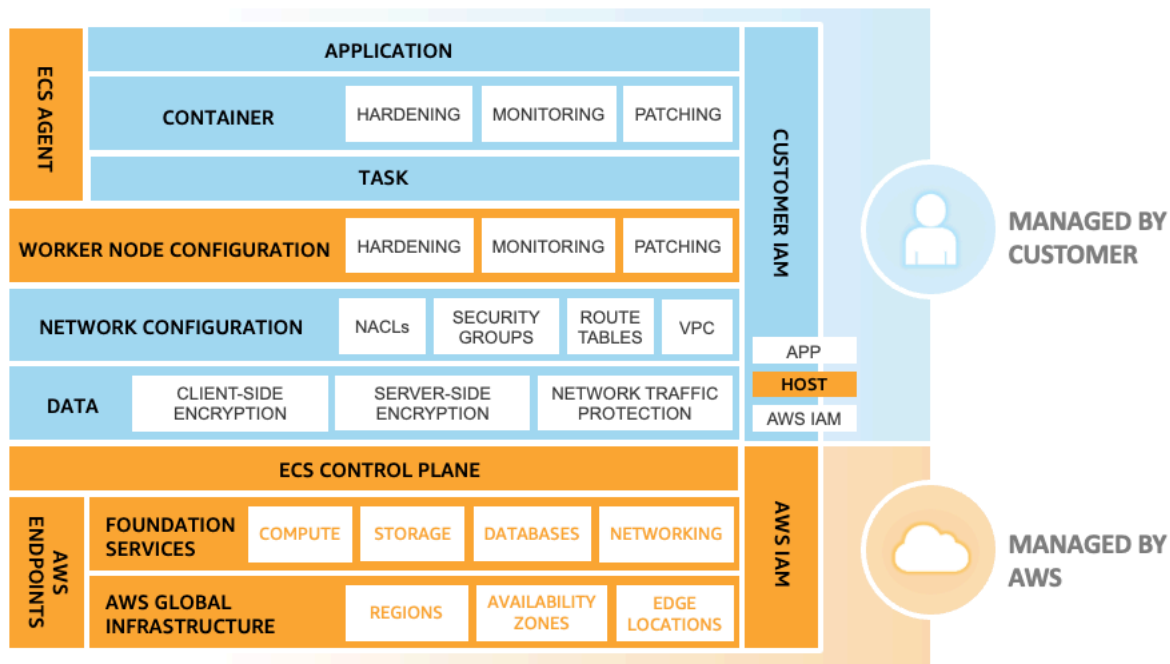 ECS AGENT
APPLICATION
CONTAINER
HARDENING
MONITORING
PATCHING
TASK
WORKER NODE CONFIGURATION
HARDENING
MONITORING
PATCHING
NETWORK CONFIGURATION
NACLs
SECURITY
GROUPS
ROUTE
TABLES
VPC
DATA
CLIENT-SIDE
ENCRYPTION
SERVER-SIDE
ENCRYPTION
NETWORK TRAFFIC
PROTECTION
CUSTOMER IAM
APP
HOST
AWS IAM
MANAGED BY
CUSTOMER
ECS CONTROL PLANE
AWS
ENDPOINTS
FOUNDATION
SERVICES
COMPUTE
STORAGE
DATABASES
NETWORKING
AWS GLOBAL
INFRASTRUCTURE
REGIONS
AVAILABILITY
ZONES
EDGE
LOCATIONS
AWS IAM
MANAGED BY
AWS